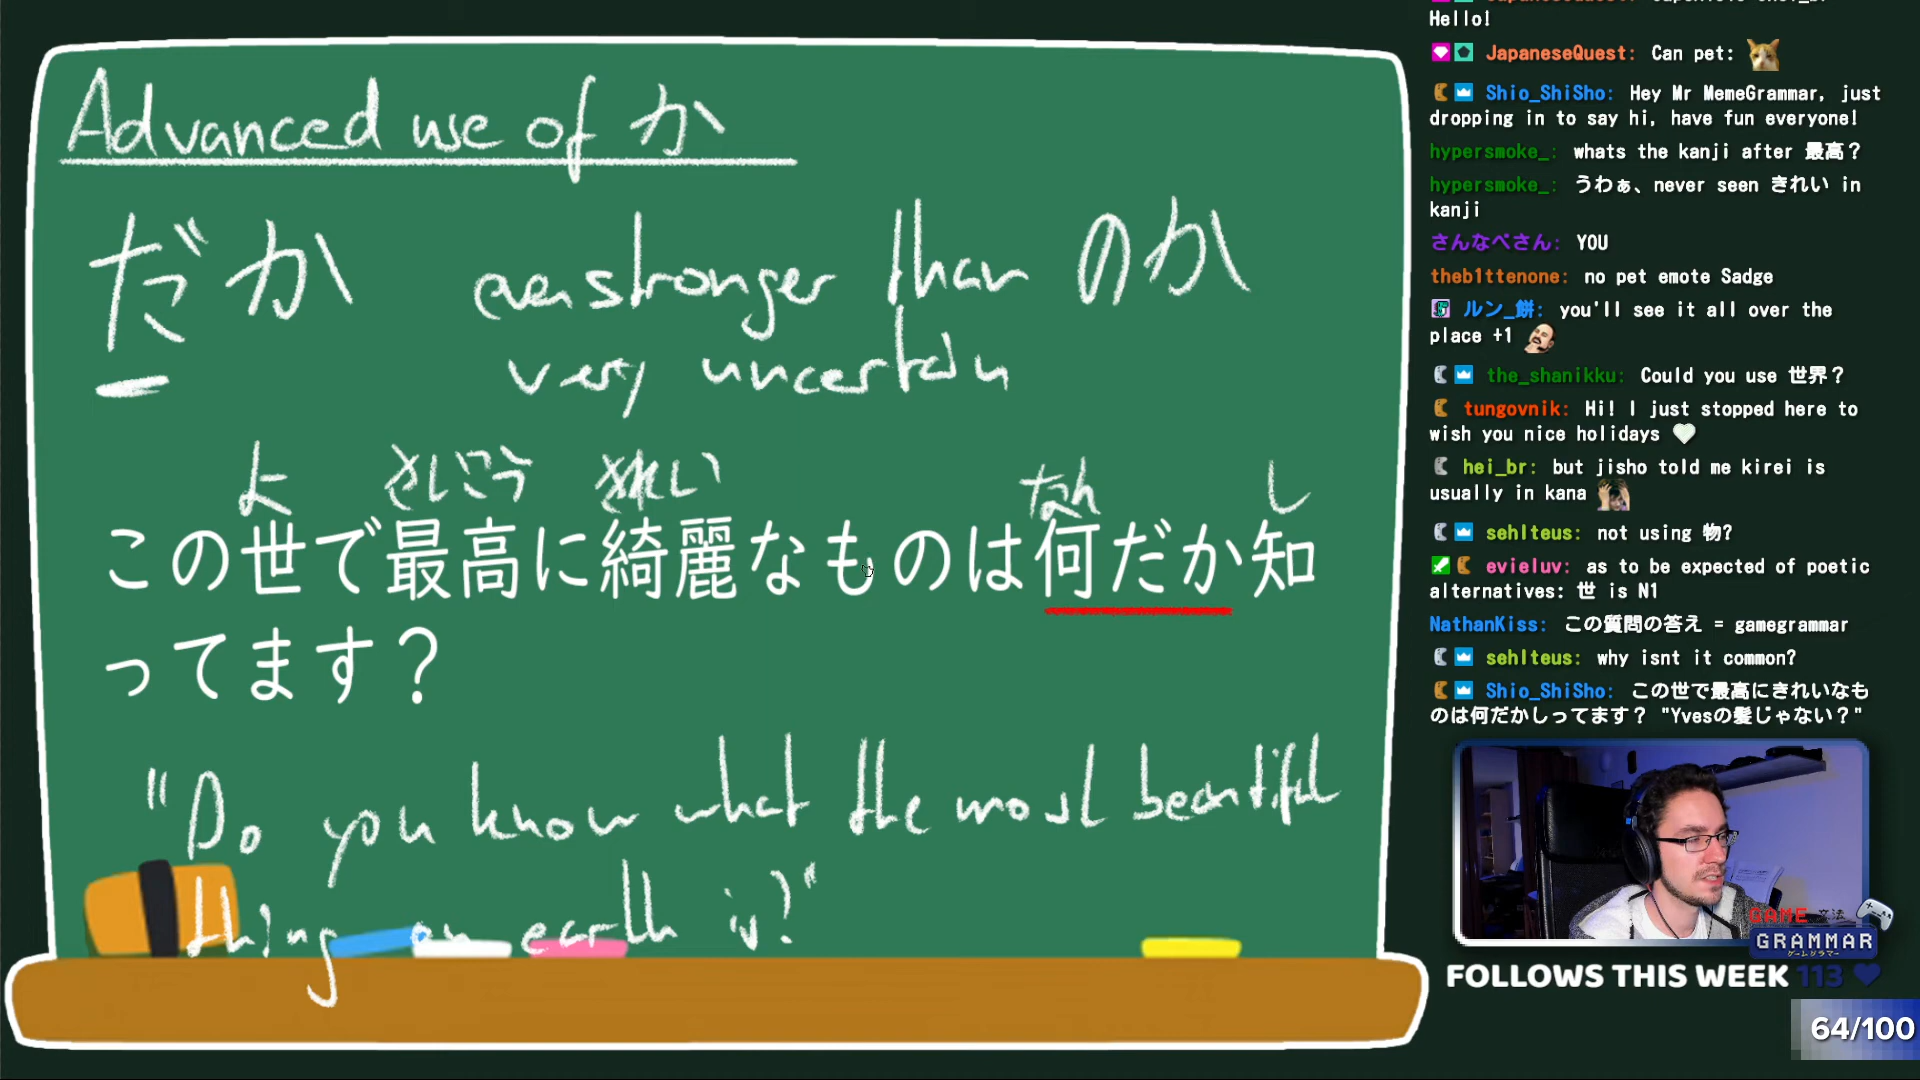 Advanced use of か
だか even stronger than のか
very uncertain
よ さいこう きれい なん し
この世で最高に綺麗なものは何だか知
ってます？
"Do you know what the most beautiful
thing on earth is?"
Hello!
JapaneseQuest: Can pet:
Shio_ShiSho: Hey Mr MemeGrammar, just
dropping in to say hi, have fun everyone!
hypersmoke_: whats the kanji after 最高？
hypersmoke_: うわぁ、never seen きれい in
kanji
さんなぺさん: YOU
theb1ttenone: no pet emote Sadge
ルン_餅: you'll see it all over the
place +1
the_shanikku: Could you use 世界？
tungovnik: Hi! I just stopped here to
wish you nice holidays
hei_br: but jisho told me kirei is
usually in kana
sehlteus: not using 物?
evieluv: as to be expected of poetic
alternatives: 世 is N1
NathanKiss: この質問の答え = gamegrammar
sehlteus: why isnt it common?
Shio_ShiSho: この世で最高にきれいなも
のは何だかしってます？ "Yvesの髪じゃない？"
GAME 文法
GRAMMAR
ゲームグラマー
FOLLOWS THIS WEEK 113
64/100